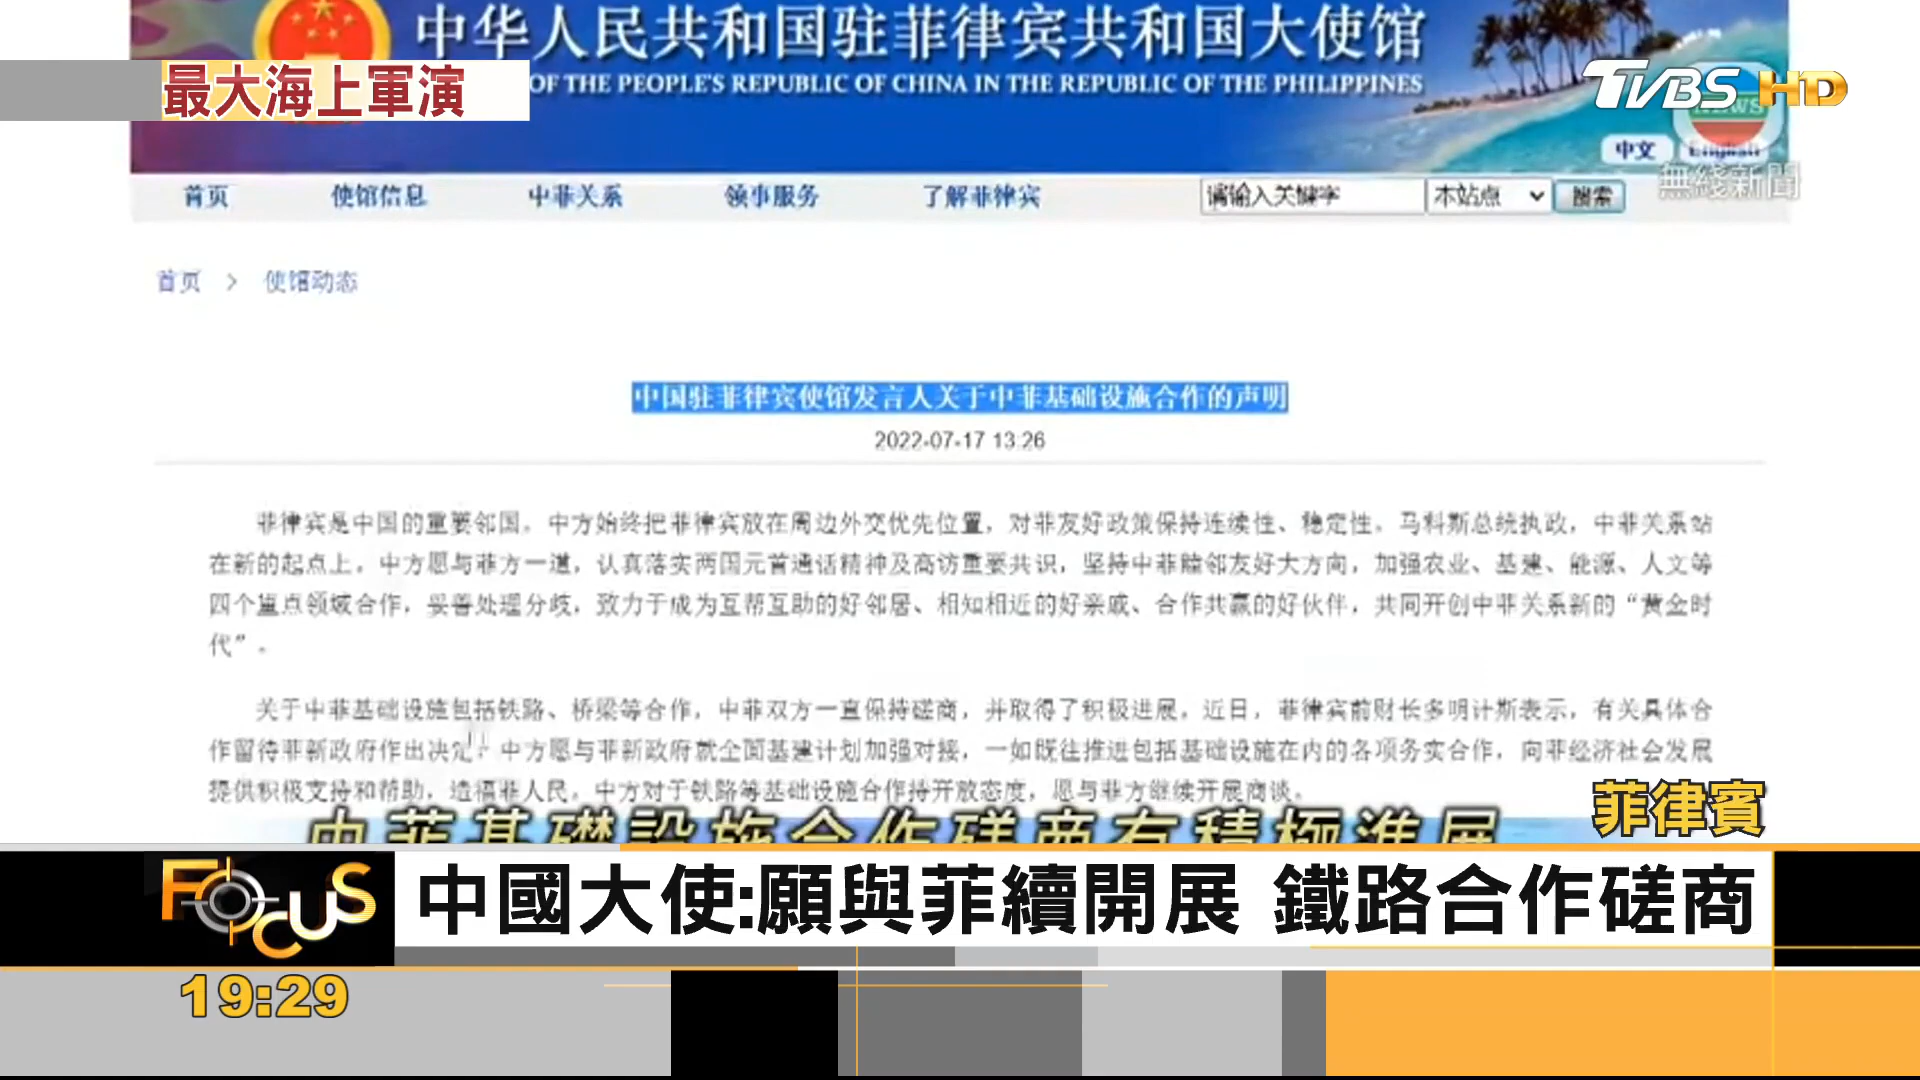 中华人民共和国驻菲律宾共和国大使馆
OF THE PEOPLE'S REPUBLIC OF CHINA IN THE REPUBLIC OF THE PHILIPPINES
最大海上軍演
TVBS HD
NEWS
中文 English
無綫新聞
首页 使馆信息 中菲关系 领事服务 了解菲律宾 请输入关键字 本站点 搜索
首页 > 使馆动态
中国驻菲律宾使馆发言人关于中菲基础设施合作的声明
2022-07-17 13:26
菲律宾是中国的重要邻国。中方始终把菲律宾放在周边外交优先位置，对菲友好政策保持连续性、稳定性。马科斯总统执政，中菲关系站
在新的起点上。中方愿与菲方一道，认真落实两国元首通话精神及高访重要共识，坚持中菲睦邻友好大方向，加强农业、基建、能源、人文等
四个重点领域合作，妥善处理分歧，致力于成为互帮互助的好邻居、相知相近的好亲戚、合作共赢的好伙伴，共同开创中菲关系新的“黄金时
代”。
关于中菲基础设施包括铁路、桥梁等合作，中菲双方一直保持磋商，并取得了积极进展。近日，菲律宾前财长多明计斯表示，有关具体合
作留待菲新政府作出决定。中方愿与菲新政府就全面基建计划加强对接，一如既往推进包括基础设施在内的各项务实合作，向菲经济社会发展
提供积极支持和帮助，造福菲人民。中方对于铁路等基础设施合作持开放态度，愿与菲方继续开展商谈。
中菲基礎設施合作磋商有積極進展
菲律賓
FOCUS
中國大使:願與菲續開展 鐵路合作磋商
19:29